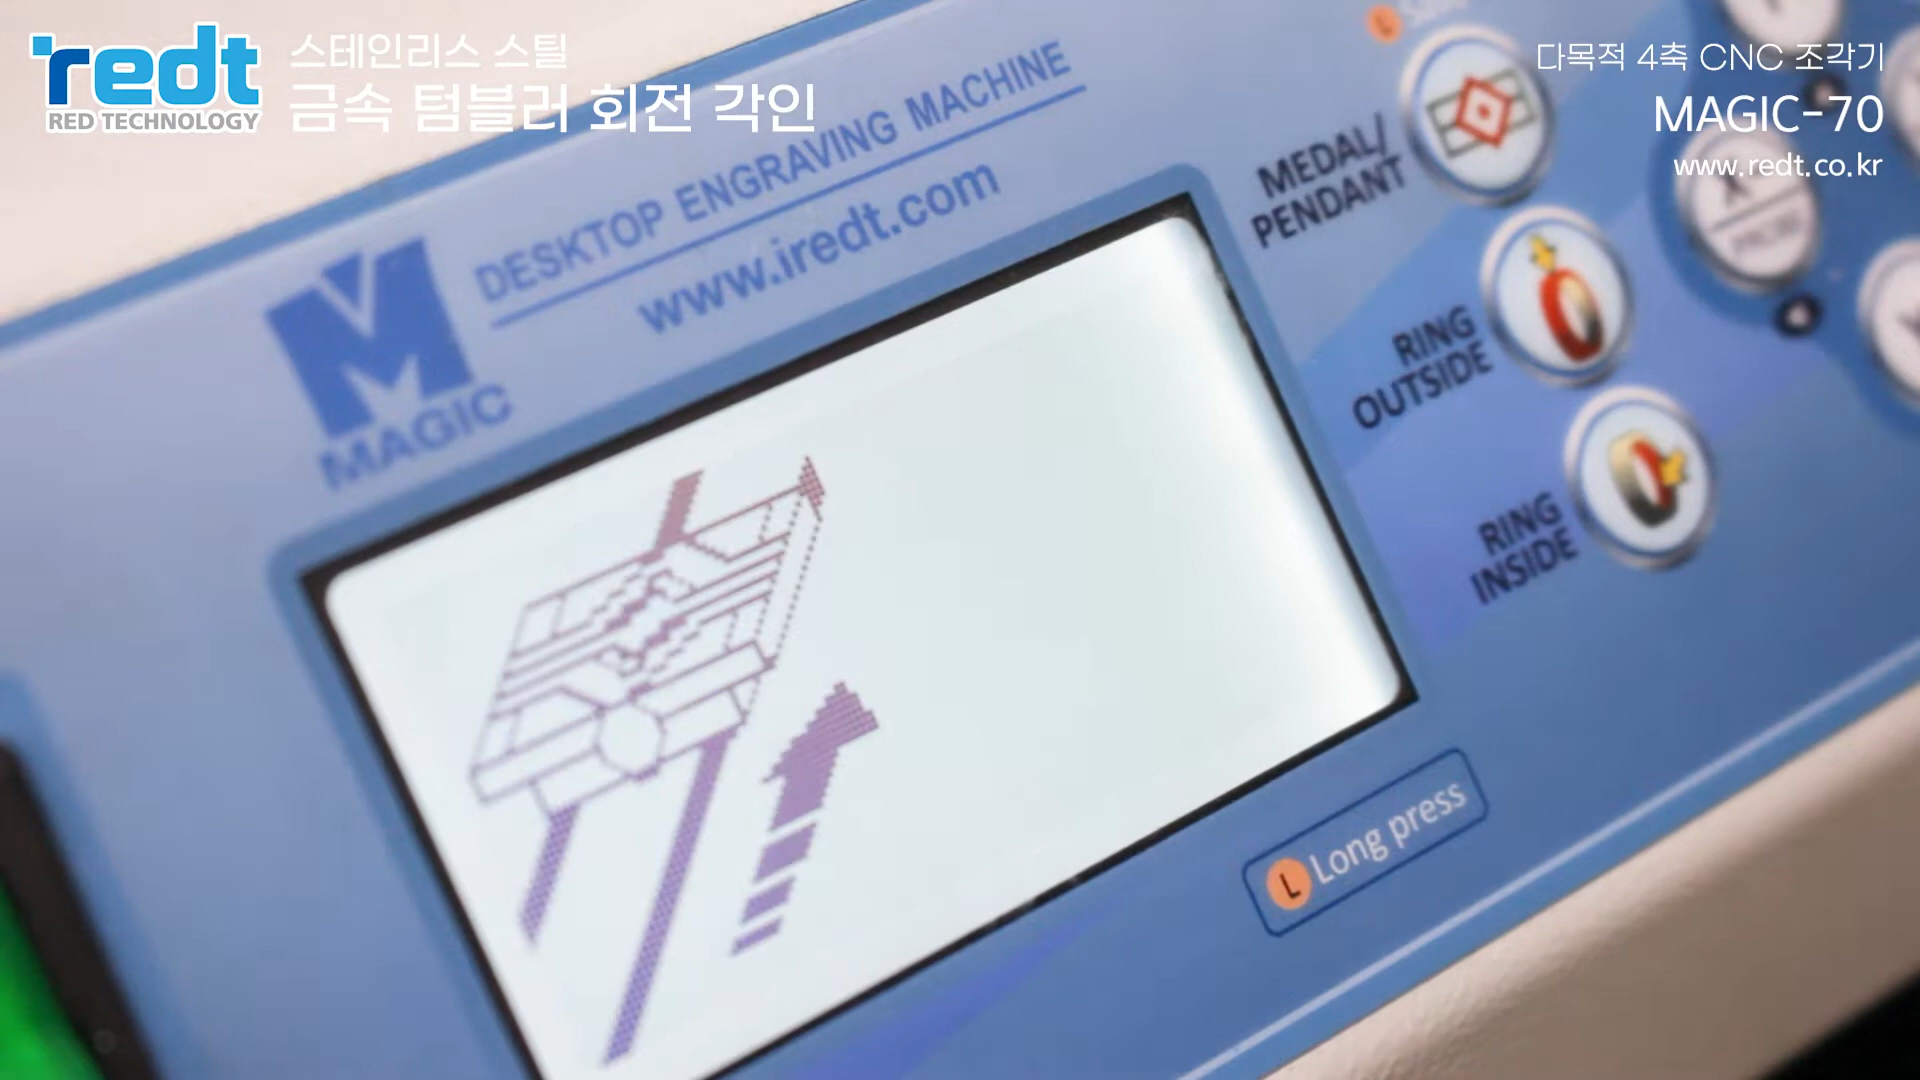 redt
RED TECHNOLOGY
스테인리스 스틸
금속 텀블러 회전 각인
다목적 4축 CNC 조각기
MAGIC-70
www.redt.co.kr
DESKTOP ENGRAVING MACHINE
www.iredt.com
M
MAGIC
MEDAL/
PENDANT
RING
OUTSIDE
RING
INSIDE
L Long press